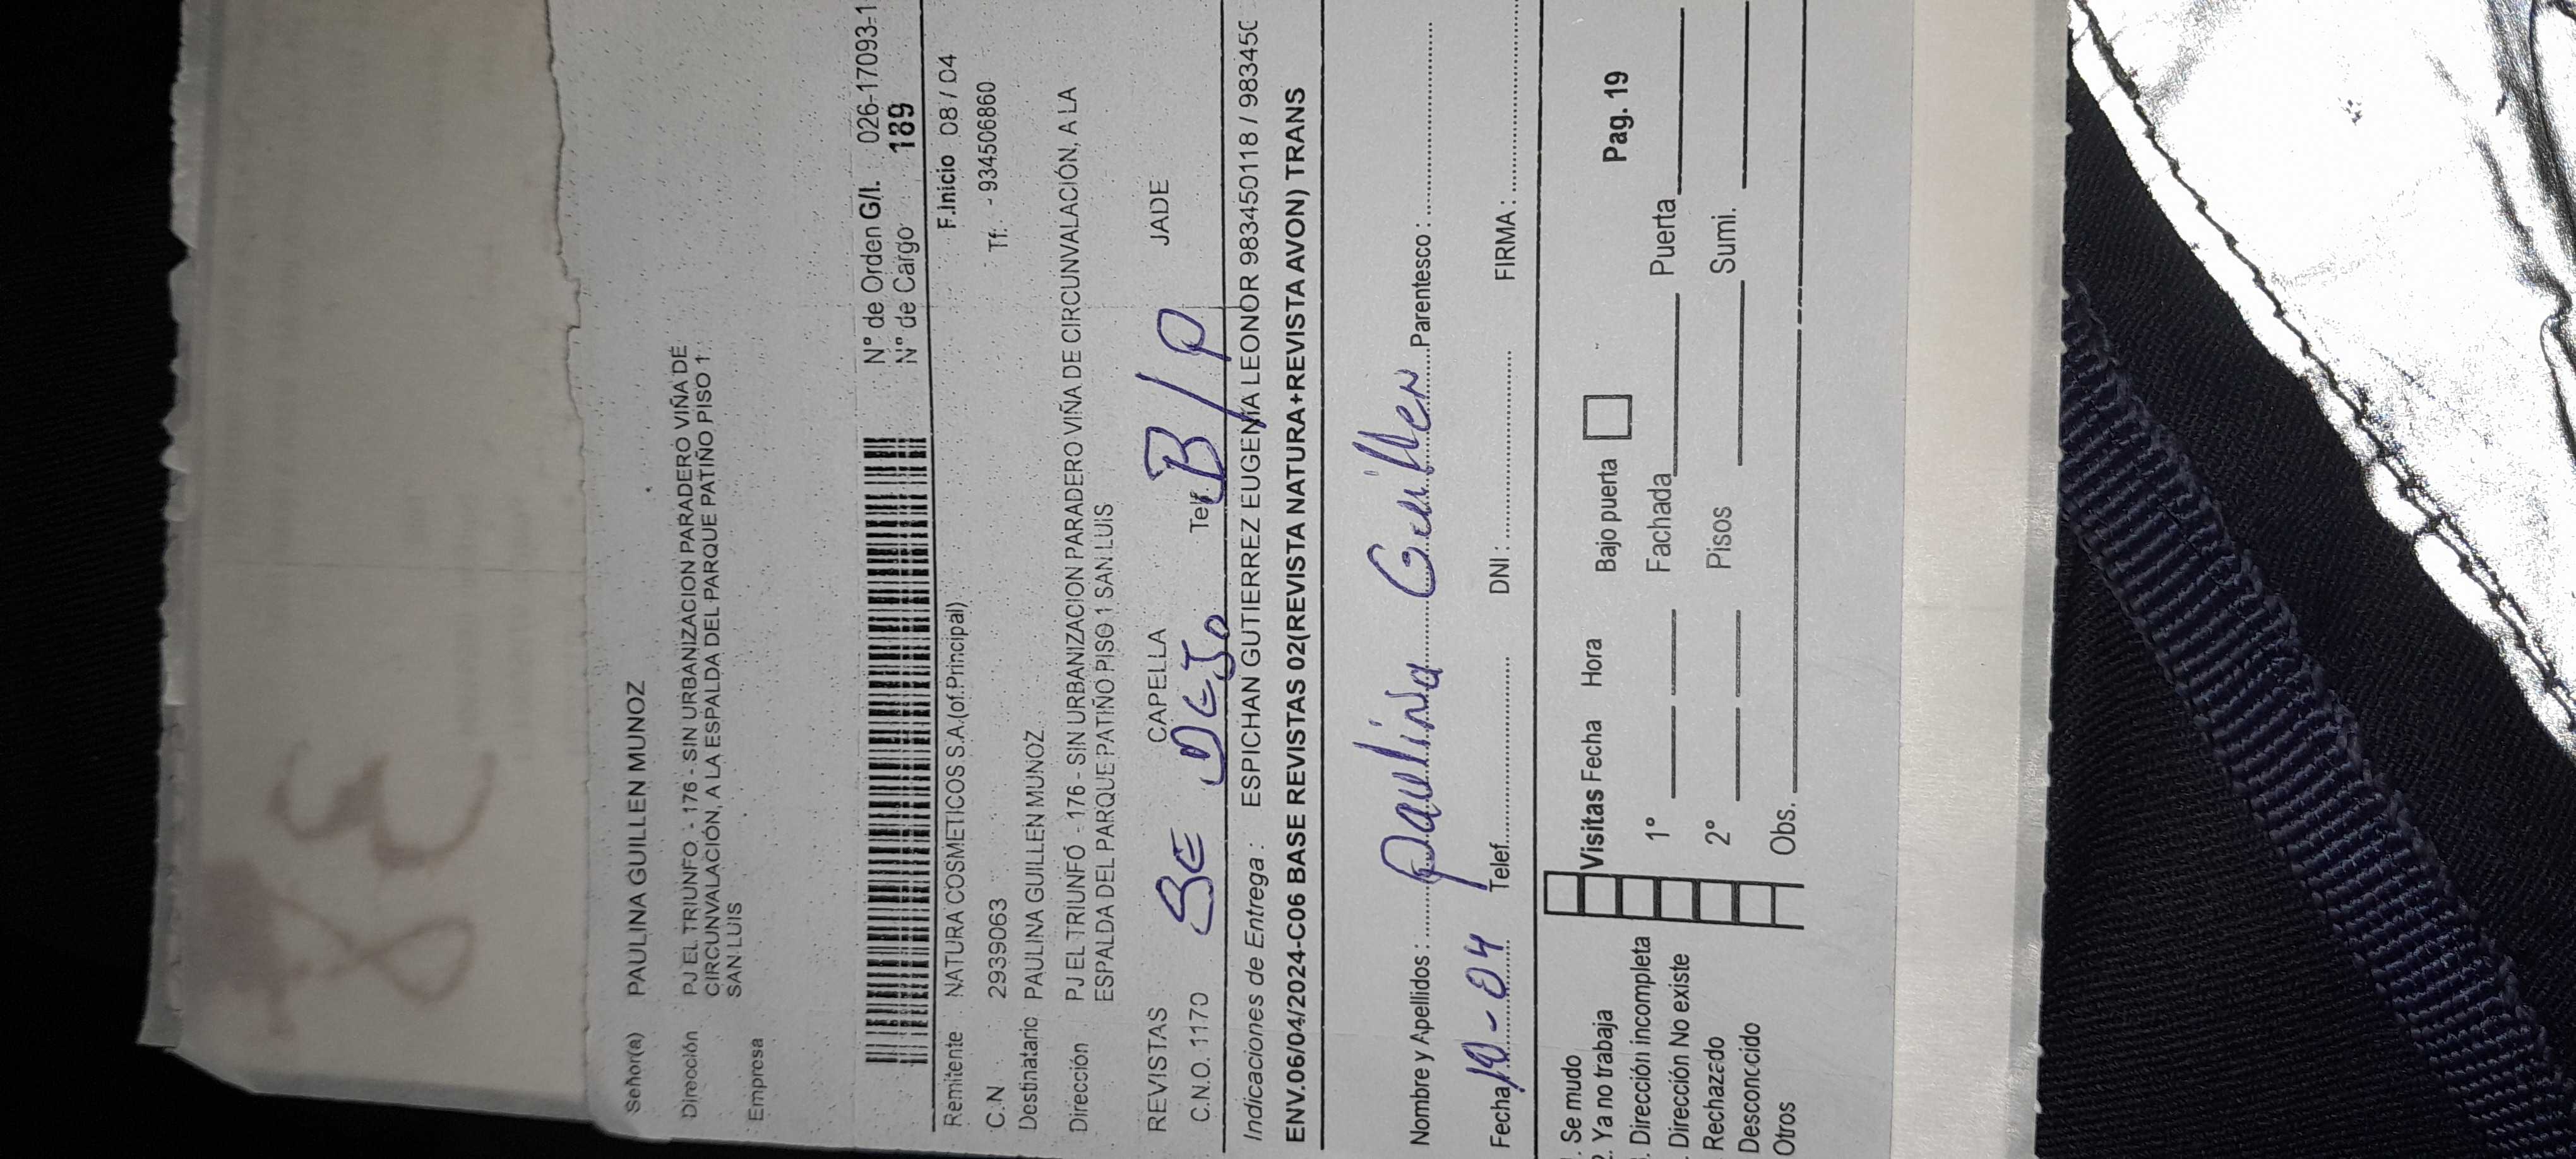 Señor(a) PAULINA GUILLEN MUNOZ
Dirección PJ EL TRIUNFO - 176 - SIN URBANIZACION PARADERO VIÑA DE
CIRCUNVALACIÓN, A LA ESPALDA DEL PARQUE PATIÑO PISO 1
SAN LUIS
Empresa
N° de Orden G/I. 026-17093-1
N° de Cargo 189
Remitente NATURA COSMETICOS S.A.(of.Principal) F.Inicio 08 / 04
C.N 29339063 Tf: - 934506860
Destinatario PAULINA GUILLEN MUNOZ
Dirección PJ EL TRIUNFO - 176 - SIN URBANIZACION PARADERO VIÑA DE CIRCUNVALACIÓN, A LA
ESPALDA DEL PARQUE PATIÑO PISO 1 SAN LUIS
REVISTAS CAPELLA JADE
C.N.O. 1170 SE DEJO Telf B/P
Indicaciones de Entrega : ESPICHAN GUTIERREZ EUGENIA LEONOR 983450118 / 983450
ENV.06/04/2024-C06 BASE REVISTAS 02(REVISTA NATURA+REVISTA AVON) TRANS
Nombre y Apellidos : Paulina Guillen Parentesco :
Fecha 10-04 Telef. DNI : FIRMA :
. Se mudo
2. Ya no trabaja
. Dirección incompleta
. Dirección No existe
Rechazado
Desconocido
Otros
Visitas Fecha Hora Bajo puerta Pag. 19
1° Fachada Puerta
2° Pisos Sumi.
Obs.